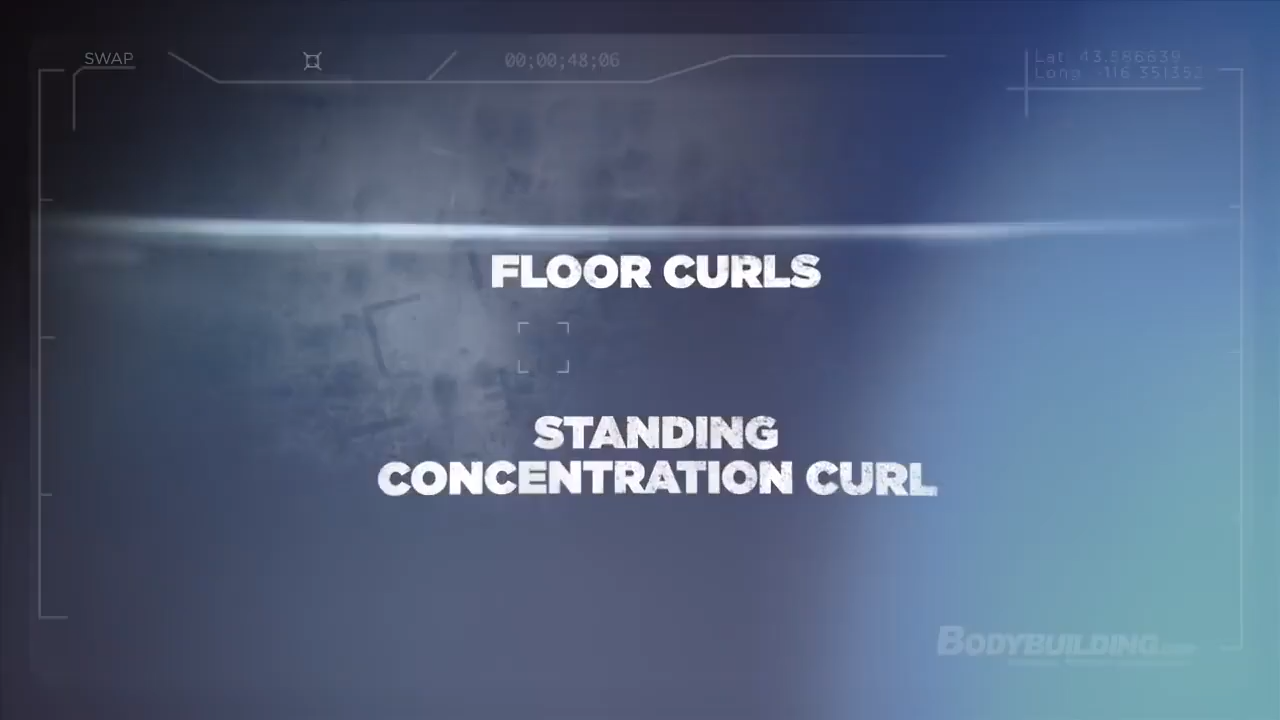 SWAP
00;00;48;06
Lat: 43.586639
Long: -116.351352
FLOOR CURLS
STANDING
CONCENTRATION CURL
BODYBUILDING.com